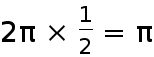 2π × 1/2 = π